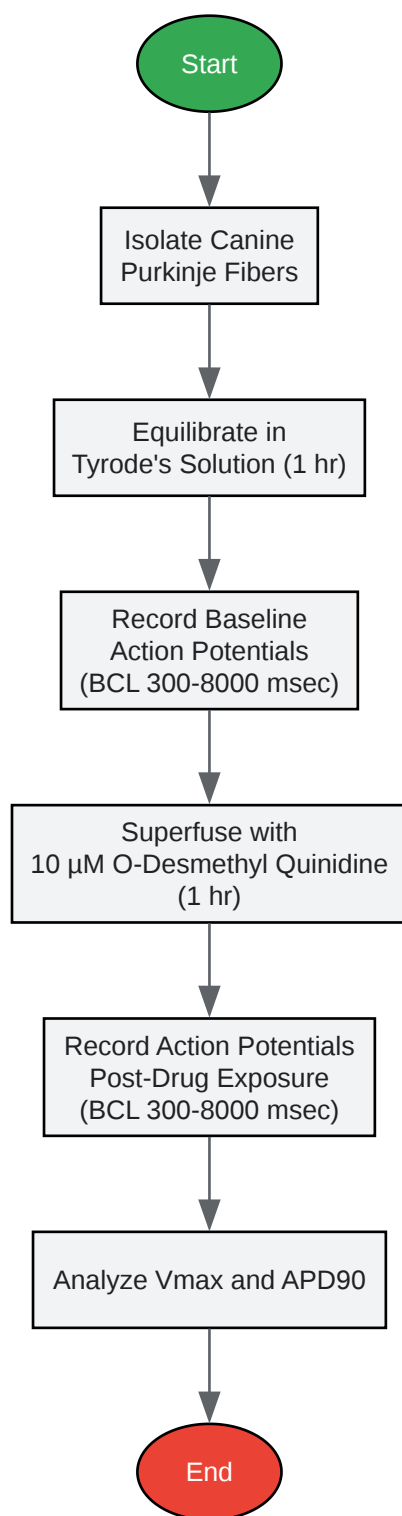 Start
Isolate Canine
Purkinje Fibers
Equilibrate in
Tyrode's Solution (1 hr)
Record Baseline
Action Potentials
(BCL 300-8000 msec)
Superfuse with
10 µM O-Desmethyl Quinidine
(1 hr)
Record Action Potentials
Post-Drug Exposure
(BCL 300-8000 msec)
Analyze Vmax and APD90
End